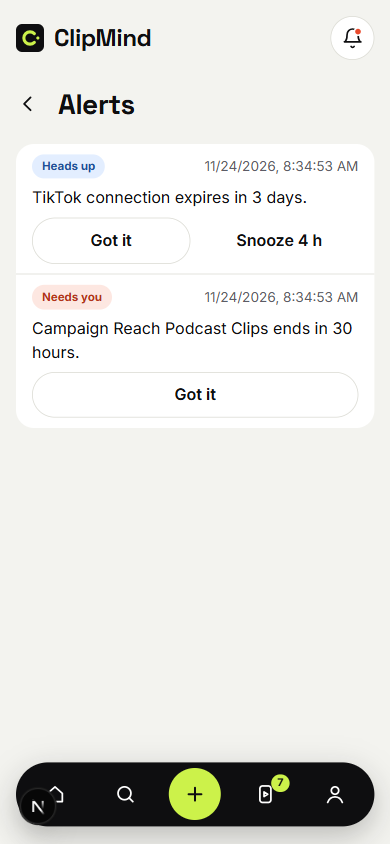 ClipMind
Alerts
Heads up
11/24/2026, 8:34:53 AM
TikTok connection expires in 3 days.
Got it
Snooze 4 h
Needs you
11/24/2026, 8:34:53 AM
Campaign Reach Podcast Clips ends in 30
hours.
Got it
7
N